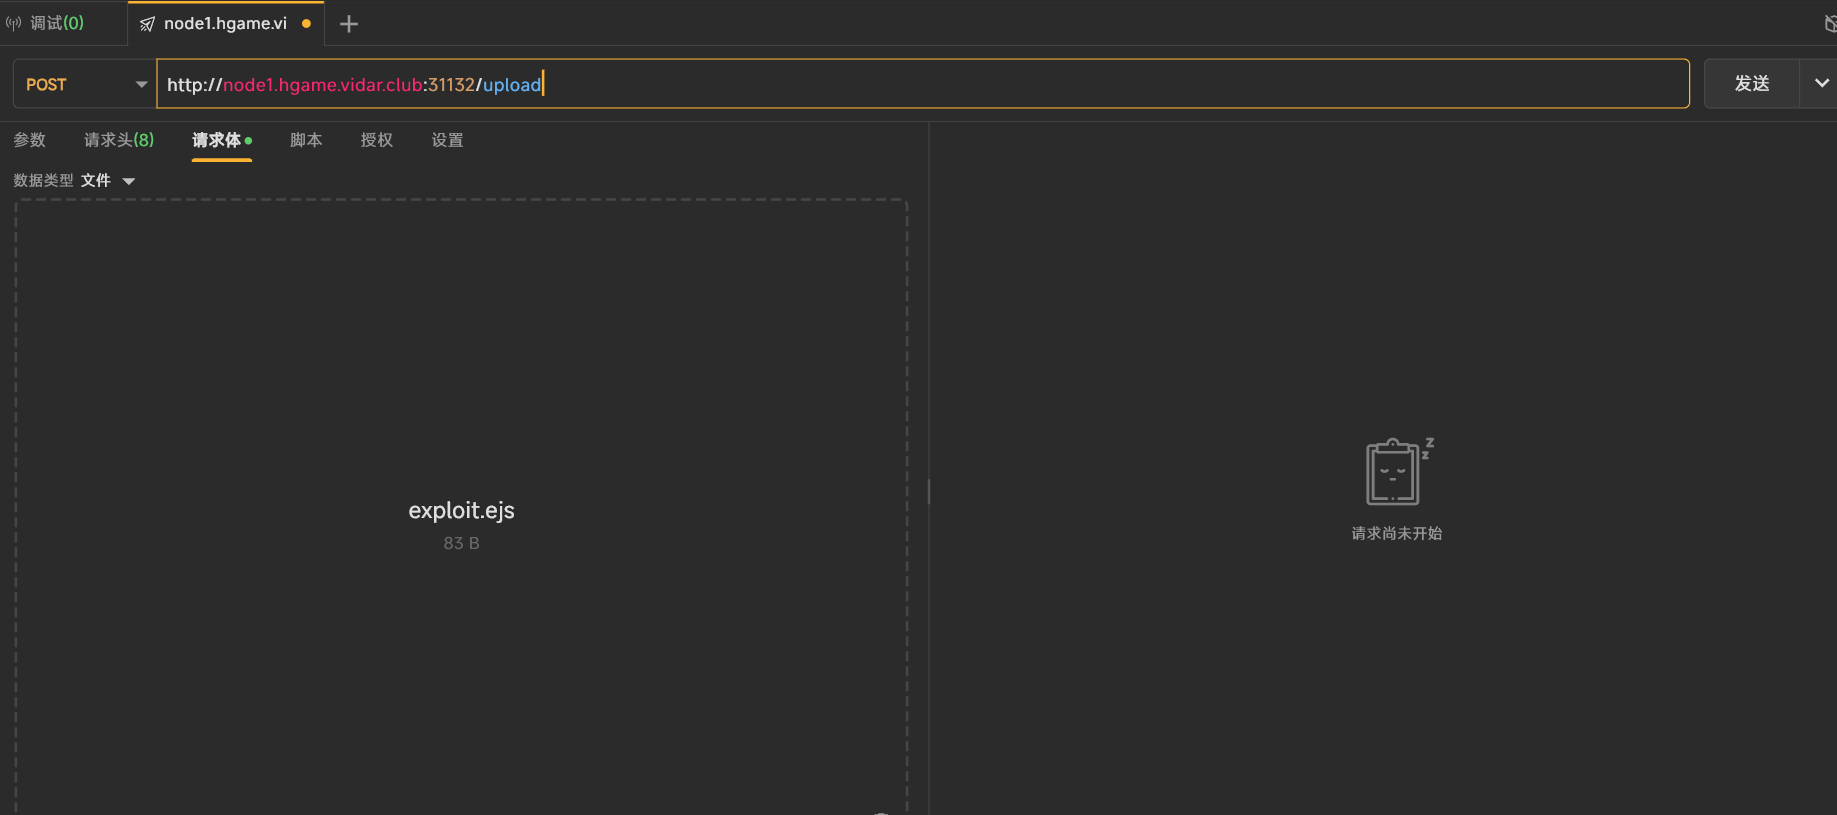 调试(0)
node1.hgame.vi
POST
http://node1.hgame.vidar.club:31132/upload
发送
参数
请求头(8)
请求体
脚本
授权
设置
数据类型 文件
exploit.ejs
83 B
z
z
请求尚未开始